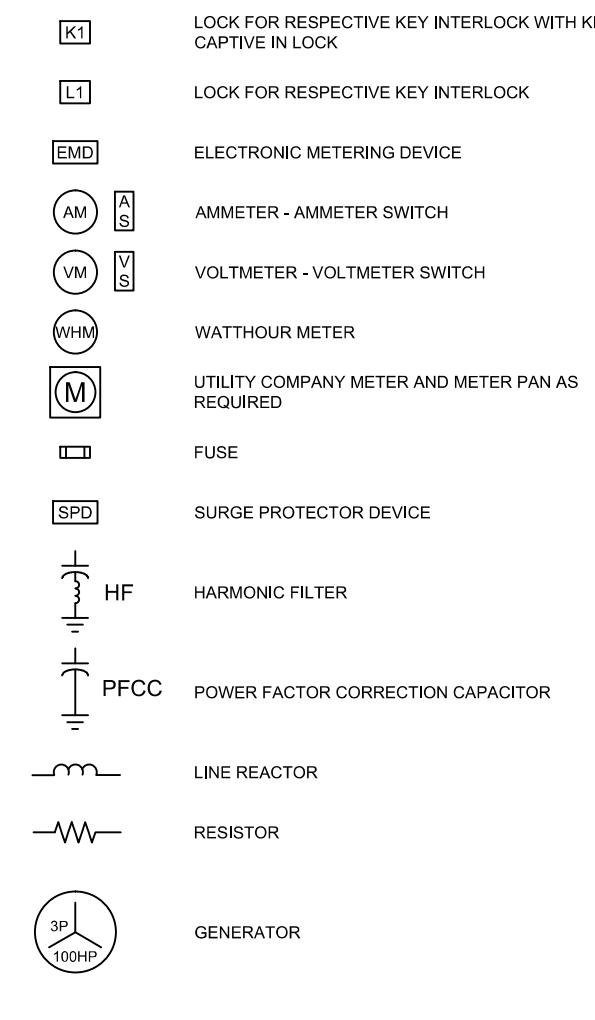 K1
LOCK FOR RESPECTIVE KEY INTERLOCK WITH
CAPTIVE IN LOCK
L1
LOCK FOR RESPECTIVE KEY INTERLOCK
EMD
ELECTRONIC METERING DEVICE
AM
A
S
AMMETER - AMMETER SWITCH
VM
V
S
VOLTMETER - VOLTMETER SWITCH
WHM
WATTHOUR METER
M
UTILITY COMPANY METER AND METER PAN AS
REQUIRED
FUSE
SPD
SURGE PROTECTOR DEVICE
HF
HARMONIC FILTER
PFCC
POWER FACTOR CORRECTION CAPACITOR
LINE REACTOR
RESISTOR
3P
100HP
GENERATOR